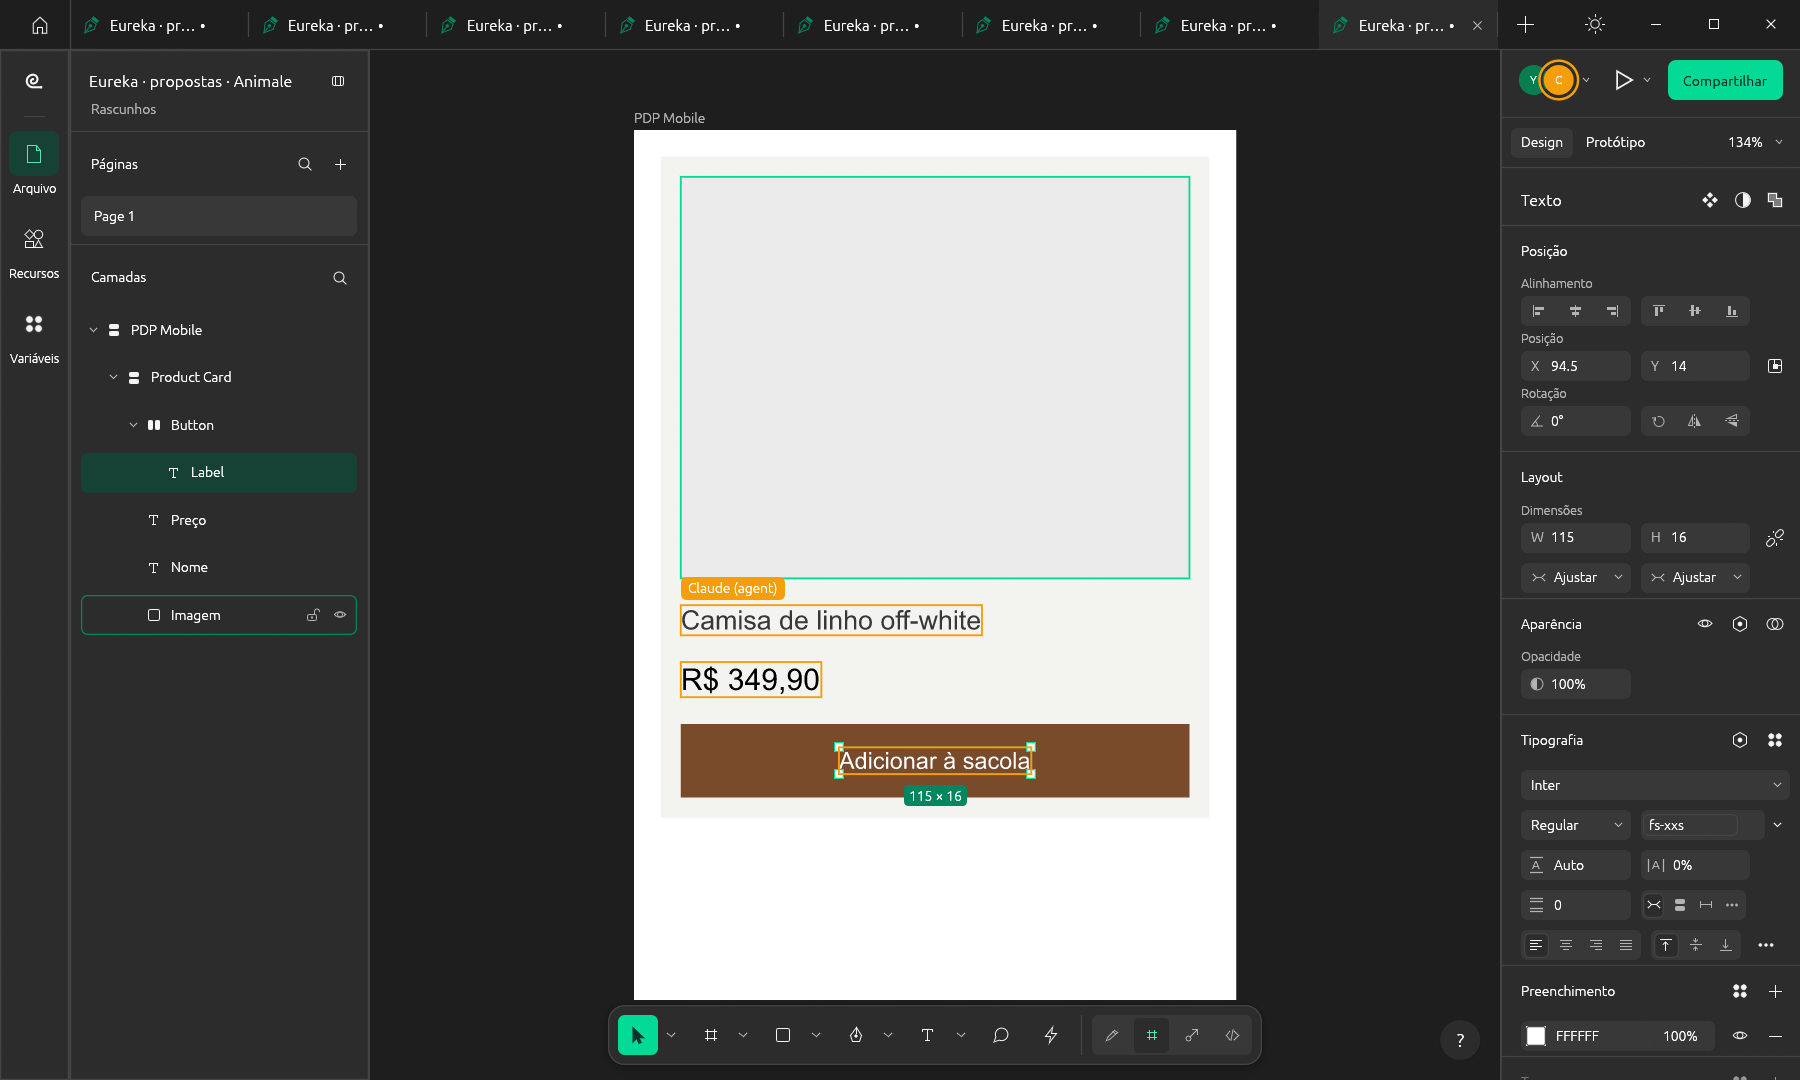 Eureka · pr... •
Eureka · pr... •
Eureka · pr... •
Eureka · pr... •
Eureka · pr... •
Eureka · pr... •
Eureka · pr... •
Eureka · pr... •
Arquivo
Recursos
Variáveis
Eureka · propostas · Animale
Rascunhos
Páginas
Page 1
Camadas
PDP Mobile
Product Card
Button
Label
Preço
Nome
Imagem
PDP Mobile
Claude (agent)
Camisa de linho off-white
R$ 349,90
Adicionar à sacola
115 × 16
Y C
Compartilhar
Design Protótipo 134%
Texto
Posição
Alinhamento
Posição
X 94.5 Y 14
Rotação
0°
Layout
Dimensões
W 115 H 16
Ajustar Ajustar
Aparência
Opacidade
100%
Tipografia
Inter
Regular fs-xxs
Auto 0%
0
Preenchimento
FFFFFF 100%
?